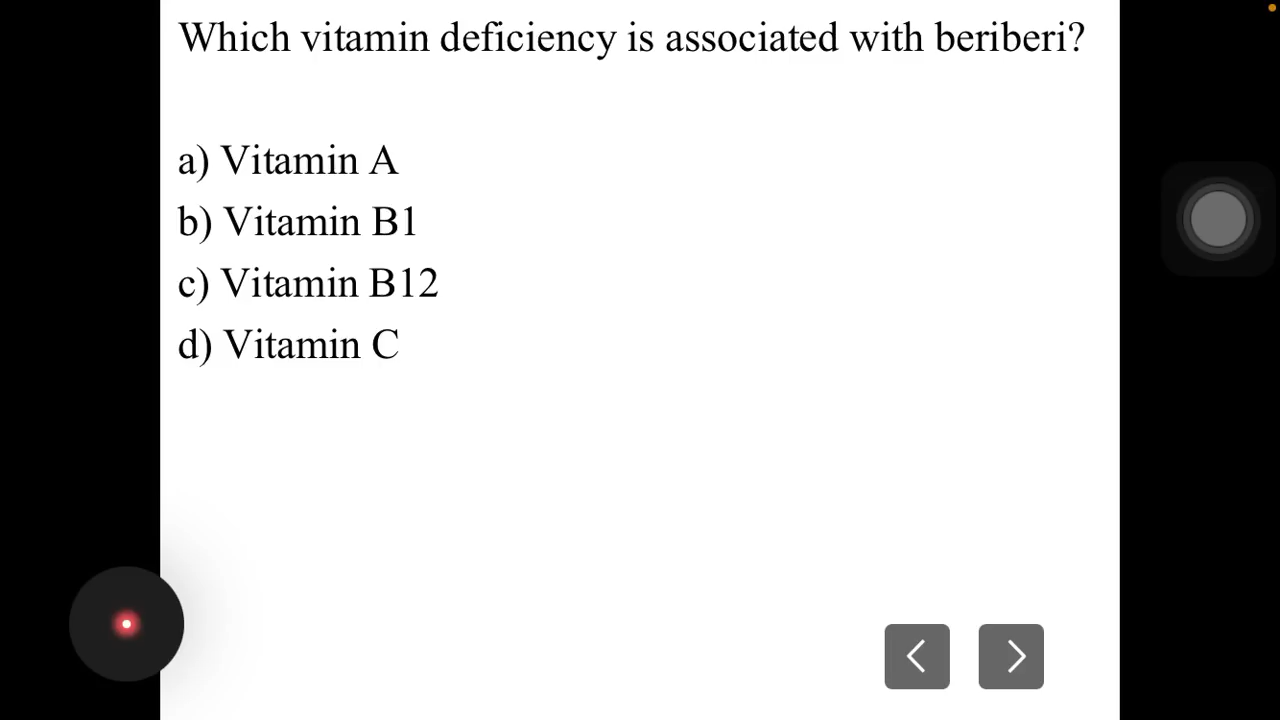 Which vitamin deficiency is associated with beriberi?
a) Vitamin A
b) Vitamin B1
c) Vitamin B12
d) Vitamin C